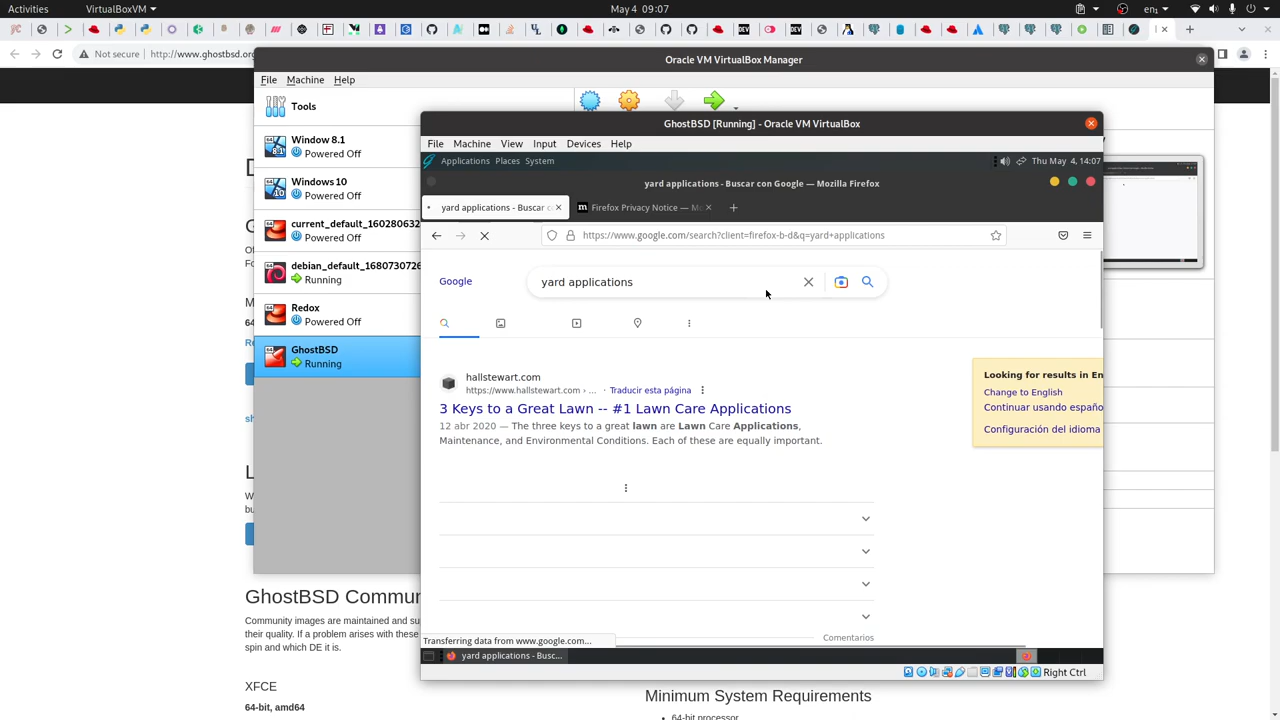 Activities
VirtualBoxVM
May 4  09:07
Not secure
http://www.ghostbsd.org
Oracle VM VirtualBox Manager
File Machine Help
Tools
Window 8.1
Powered Off
Windows 10
Powered Off
current_default_160280632
Powered Off
debian_default_1680730726
Running
Redox
Powered Off
GhostBSD
Running
GhostBSD [Running] - Oracle VM VirtualBox
File Machine View Input Devices Help
Applications Places System
Thu May 4, 14:07
yard applications - Buscar con Google — Mozilla Firefox
yard applications - Buscar c
Firefox Privacy Notice — M
https://www.google.com/search?client=firefox-b-d&q=yard+applications
Google
yard applications
hallstewart.com
https://www.hallstewart.com › ... · Traducir esta página
3 Keys to a Great Lawn -- #1 Lawn Care Applications
12 abr 2020 — The three keys to a great lawn are Lawn Care Applications,
Maintenance, and Environmental Conditions. Each of these are equally important.
Looking for results in En
Change to English
Continuar usando españo
Configuración del idioma
Comentarios
Transferring data from www.google.com...
yard applications - Busc...
Right Ctrl
GhostBSD Commun
Community images are maintained and su
their quality. If a problem arises with these
spin and which DE it is.
XFCE
64-bit, amd64
Minimum System Requirements
64-bit processor